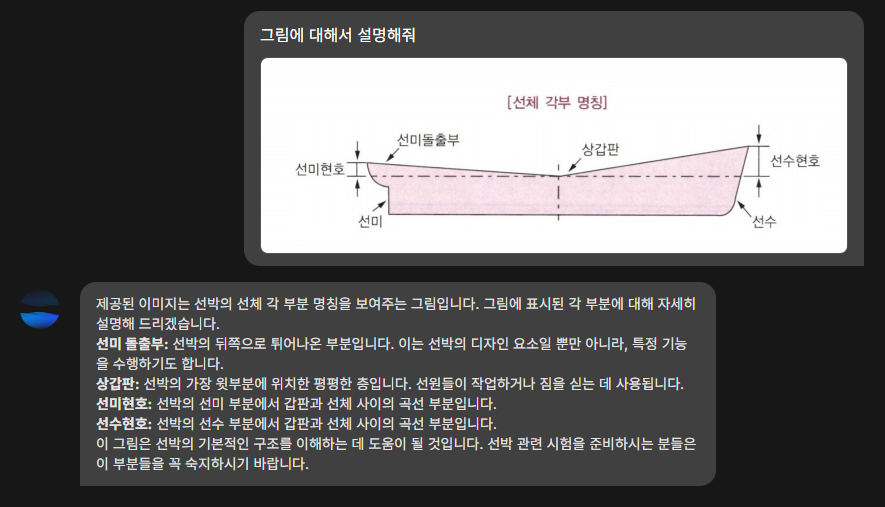 그림에 대해서 설명해줘
[선체 각부 명칭]
선미돌출부
상갑판
선미현호
선수현호
선미
선수
제공된 이미지는 선박의 선체 각 부분 명칭을 보여주는 그림입니다. 그림에 표시된 각 부분에 대해 자세히
설명해 드리겠습니다.
선미 돌출부: 선박의 뒤쪽으로 튀어나온 부분입니다. 이는 선박의 디자인 요소일 뿐만 아니라, 특정 기능
을 수행하기도 합니다.
상갑판: 선박의 가장 윗부분에 위치한 평평한 층입니다. 선원들이 작업하거나 짐을 싣는 데 사용됩니다.
선미현호: 선박의 선미 부분에서 갑판과 선체 사이의 곡선 부분입니다.
선수현호: 선박의 선수 부분에서 갑판과 선체 사이의 곡선 부분입니다.
이 그림은 선박의 기본적인 구조를 이해하는 데 도움이 될 것입니다. 선박 관련 시험을 준비하시는 분들은
이 부분들을 꼭 숙지하시기 바랍니다.